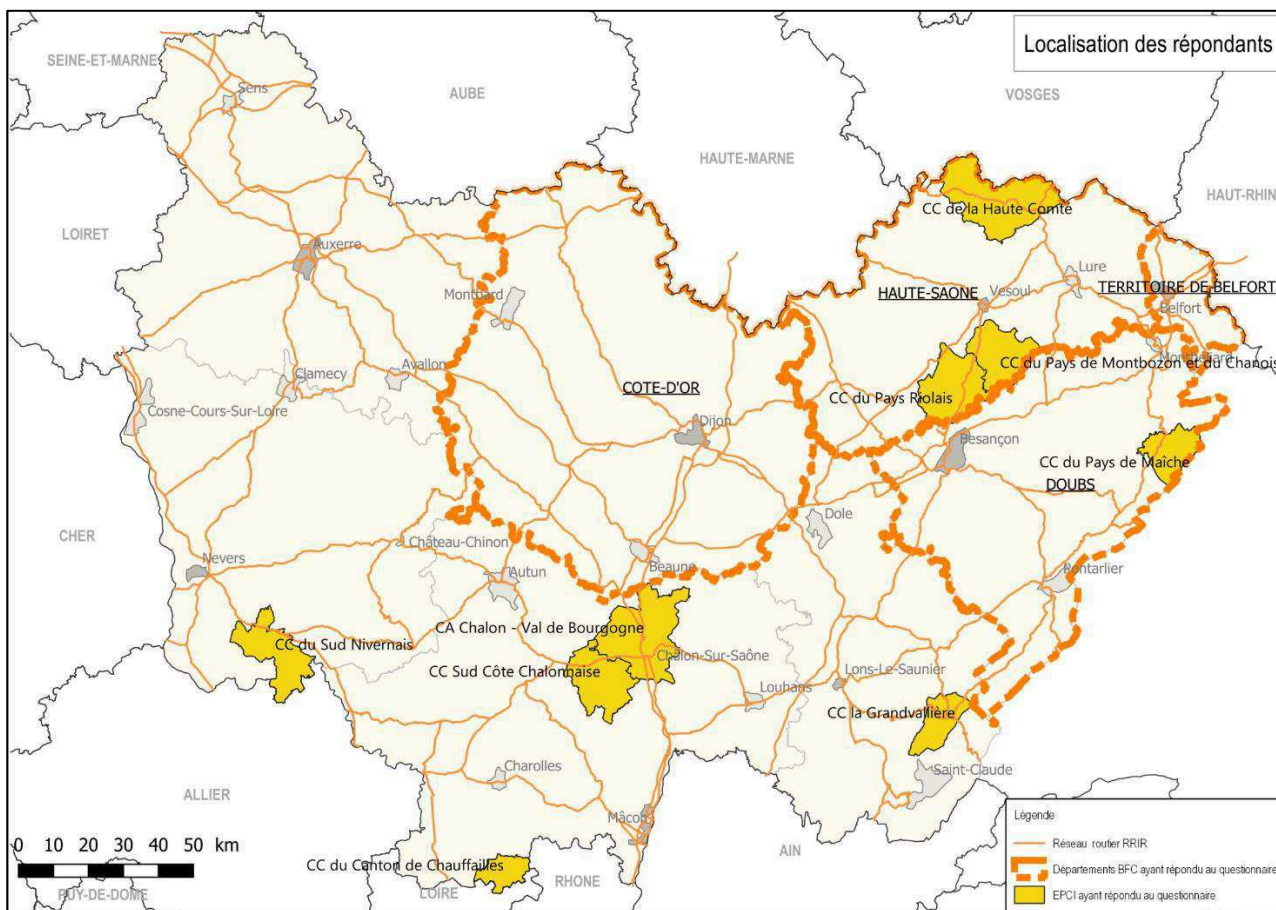 Localisation des répondants
SEINE-ET-MARNE
Sens
AUBE
VOSGES
HAUTE-MARNE
HAUT-RHIN
CC de la Haute Comté
LOIRET
Auxerre
Montbard
Lure
HAUTE-SAONE
Vesoul
TERRITOIRE DE BELFORT
Belfort
Montbéliard
CC du Pays de Montbozon et du Chanois
Avallon
Clamecy
COTE-D'OR
CC du Pays Riolais
Cosne-Cours-Sur-Loire
Dijon
Besançon
CC du Pays de Maîche
DOUBS
Dole
CHER
Château-Chinon
Nevers
Autun
Beaune
Pontarlier
CA Chalon - Val de Bourgogne
CC du Sud Nivernais
Châlon-Sur-Saône
CC Sud Côte Chalonnaise
Lons-Le-Saunier
Louhans
CC la Grandvallière
Saint-Claude
Charolles
ALLIER
Mâcon
AIN
0 10 20 30 40 50 km
CC du Canton de Chauffailles
RHONE
LOIRE
PUY-DE-DOME
Légende
Réseau routier RRIR
Départements BFC ayant répondu au questionnaire
EPCI ayant répondu au questionnaire